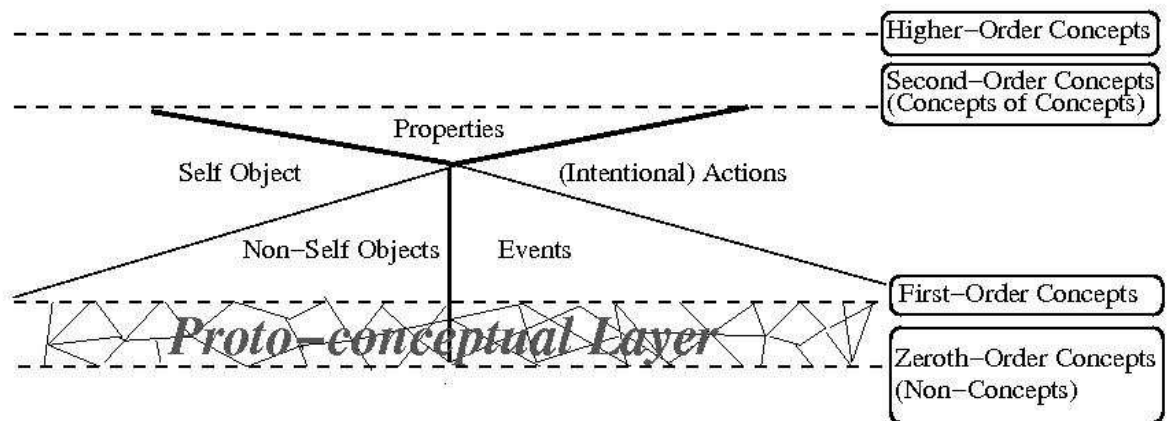 Higher-Order Concepts
Second-Order Concepts
(Concepts of Concepts)
Properties
Self Object
(Intentional) Actions
Non-Self Objects
Events
First-Order Concepts
Proto-conceptual Layer
Zeroth-Order Concepts
(Non-Concepts)